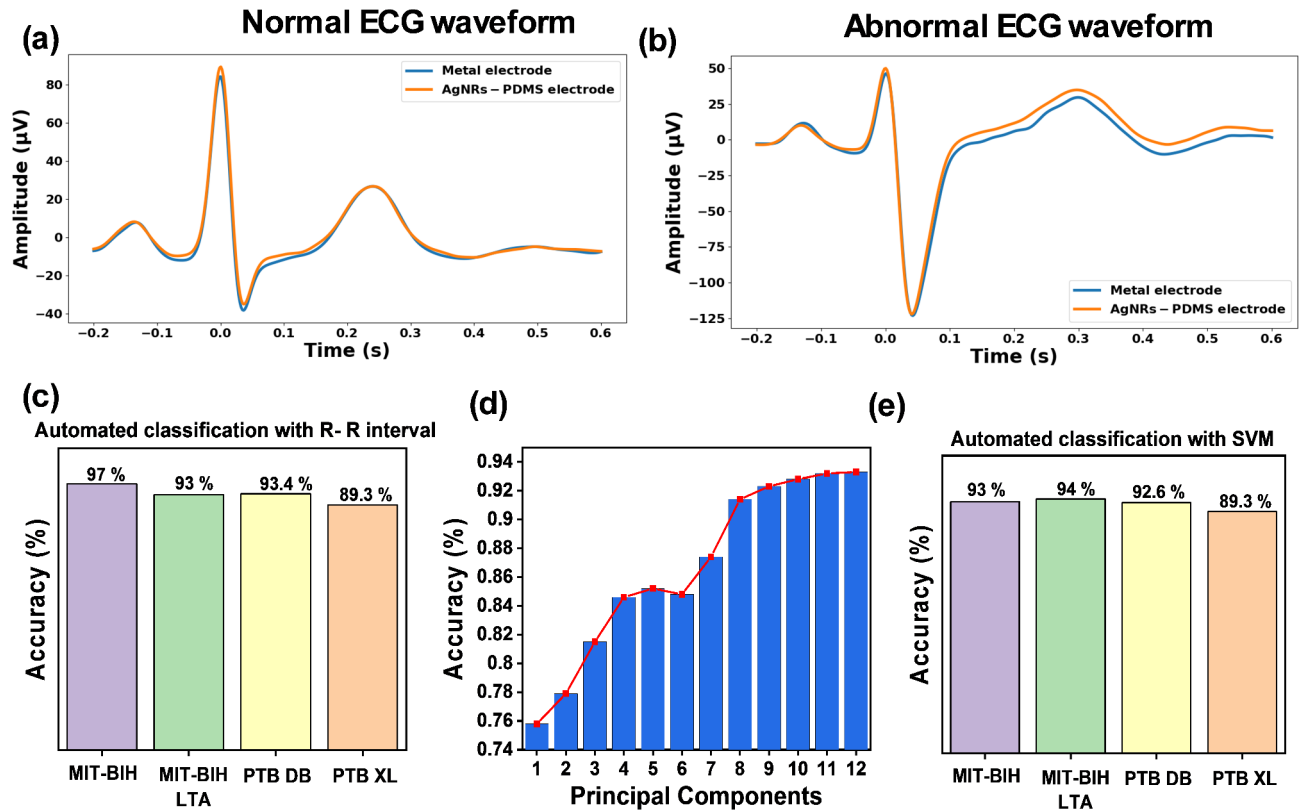 (a)
Normal ECG waveform
Metal electrode
AgNRs – PDMS electrode
Amplitude (µV)
80
60
40
20
0
−20
−40
−0.2 −0.1 0.0 0.1 0.2 0.3 0.4 0.5 0.6
Time (s)
(b)
Abnormal ECG waveform
Amplitude (µV)
50
25
0
−25
−50
−75
−100
−125
Metal electrode
AgNRs – PDMS electrode
−0.2 −0.1 0.0 0.1 0.2 0.3 0.4 0.5 0.6
Time (s)
(c)
Automated classification with R- R interval
Accuracy (%)
97 % 93 % 93.4 % 89.3 %
MIT-BIH MIT-BIH PTB DB PTB XL
LTA
(d)
Accuracy (%)
0.94
0.92
0.90
0.88
0.86
0.84
0.82
0.80
0.78
0.76
0.74
1 2 3 4 5 6 7 8 9 10 11 12
Principal Components
(e)
Automated classification with SVM
Accuracy (%)
93 % 94 % 92.6 % 89.3 %
MIT-BIH MIT-BIH PTB DB PTB XL
LTA